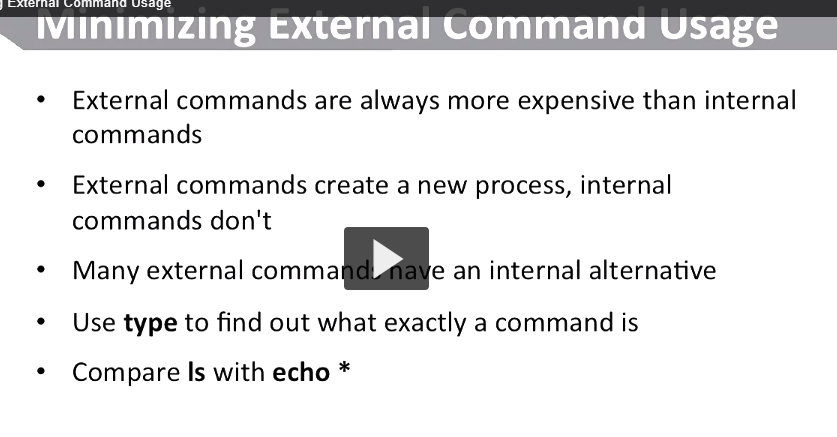 g External Command Usage
Minimizing External Command Usage
• External commands are always more expensive than internal
commands
• External commands create a new process, internal
commands don't
• Many external commands have an internal alternative
• Use type to find out what exactly a command is
• Compare ls with echo *